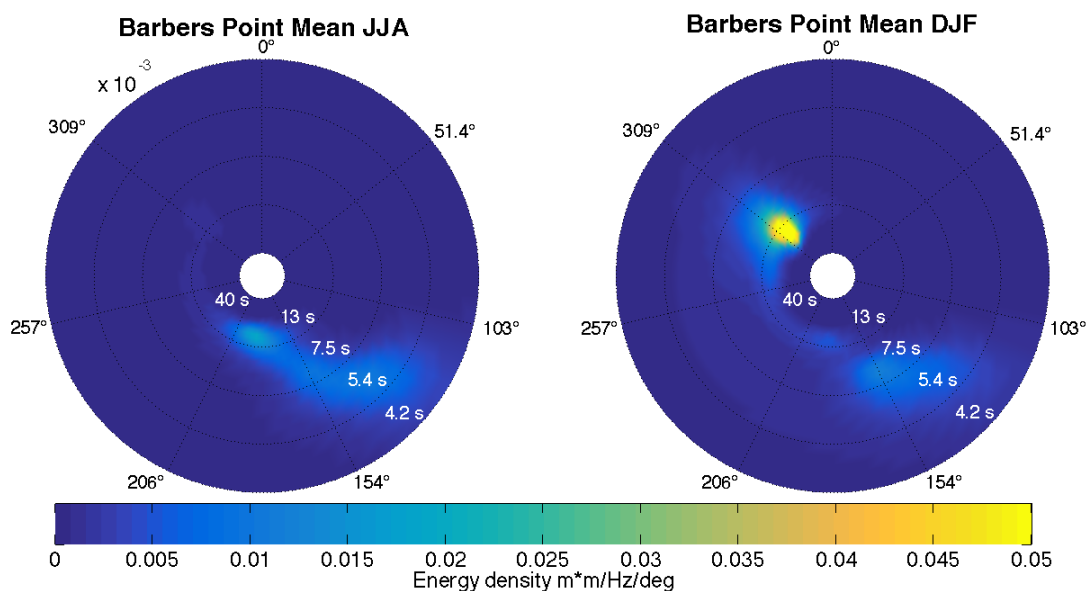 Barbers Point Mean JJA
Barbers Point Mean DJF
0°
0°
x 10
-3
309°
51.4°
309°
51.4°
40 s
13 s
7.5 s
5.4 s
4.2 s
257°
103°
206°
154°
40 s
13 s
7.5 s
5.4 s
4.2 s
257°
103°
206°
154°
0 0.005 0.01 0.015 0.02 0.025 0.03 0.035 0.04 0.045 0.05
Energy density m*m/Hz/deg